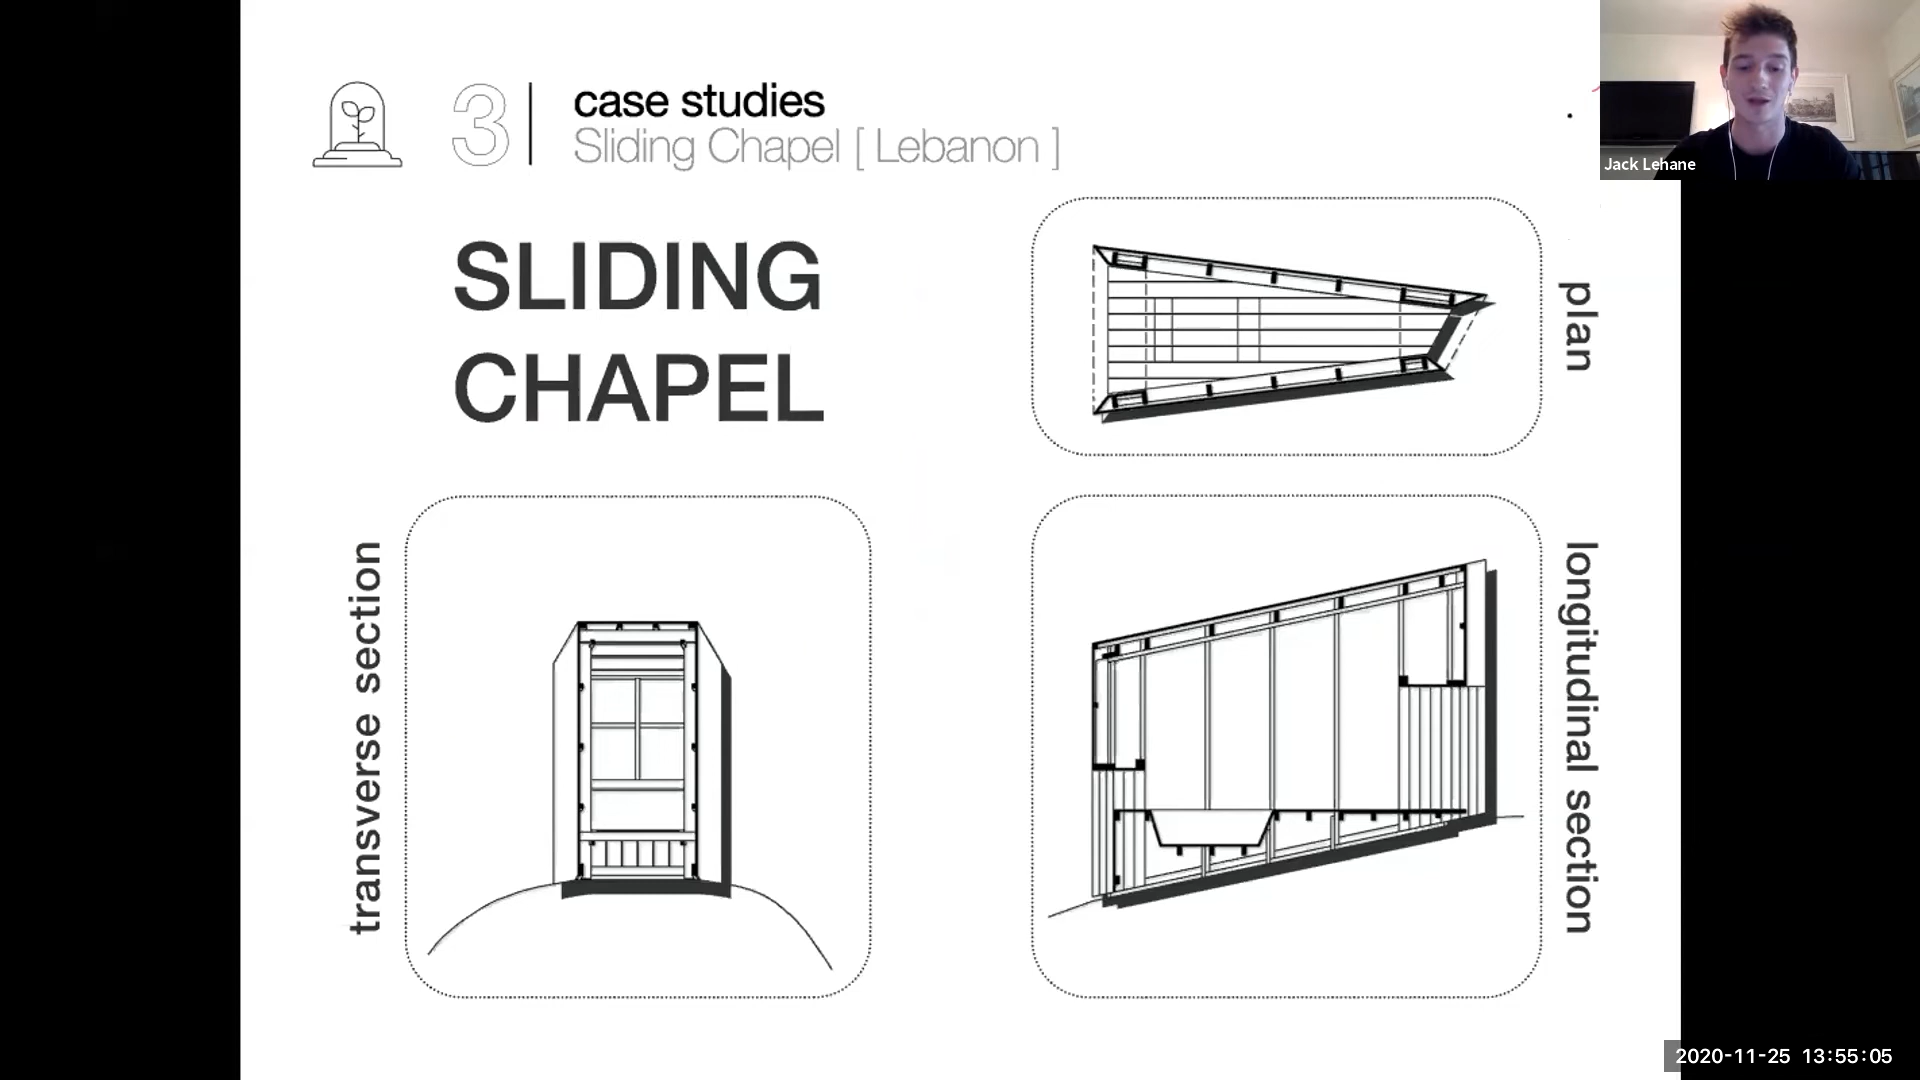 3
case studies
Sliding Chapel [ Lebanon ]
SLIDING
CHAPEL
plan
transverse section
longitudinal section
Jack Lehane
2020-11-25 13:55:05